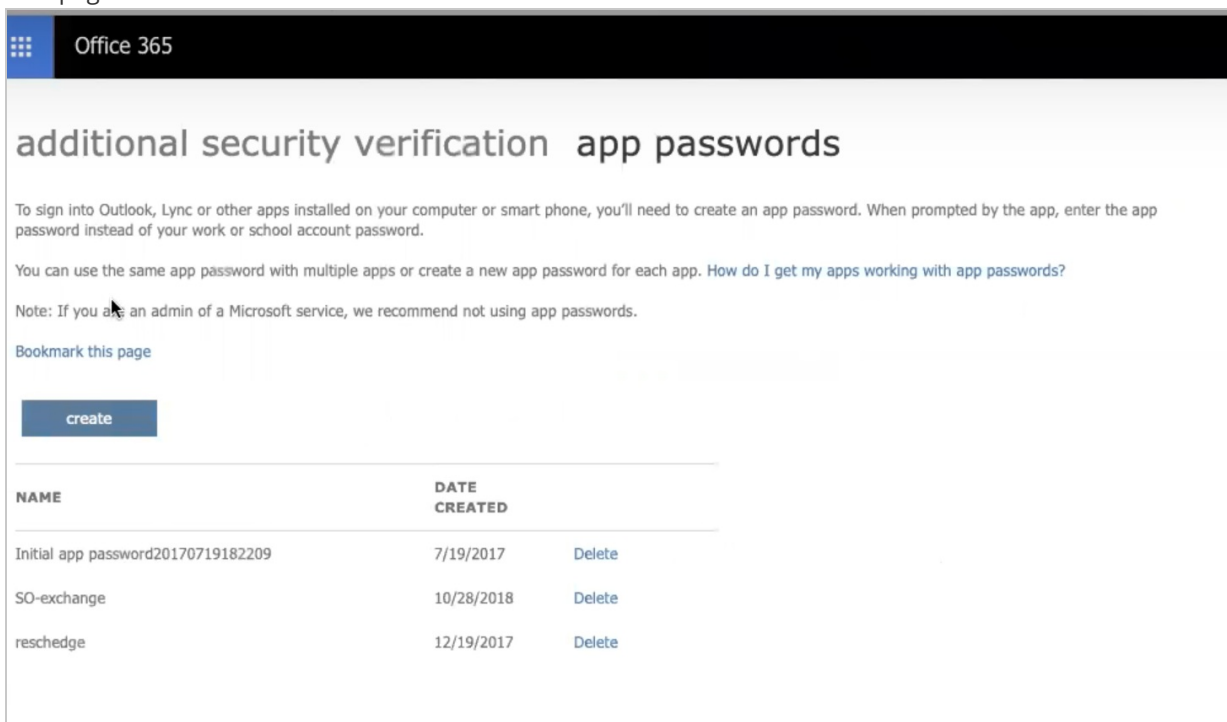 Office 365
additional security verification app passwords
To sign into Outlook, Lync or other apps installed on your computer or smart phone, you'll need to create an app password. When prompted by the app, enter the app
password instead of your work or school account password.
You can use the same app password with multiple apps or create a new app password for each app. How do I get my apps working with app passwords?
Note: If you are an admin of a Microsoft service, we recommend not using app passwords.
Bookmark this page
create
NAME DATE
CREATED
Initial app password20170719182209 7/19/2017 Delete
SO-exchange 10/28/2018 Delete
reschedge 12/19/2017 Delete